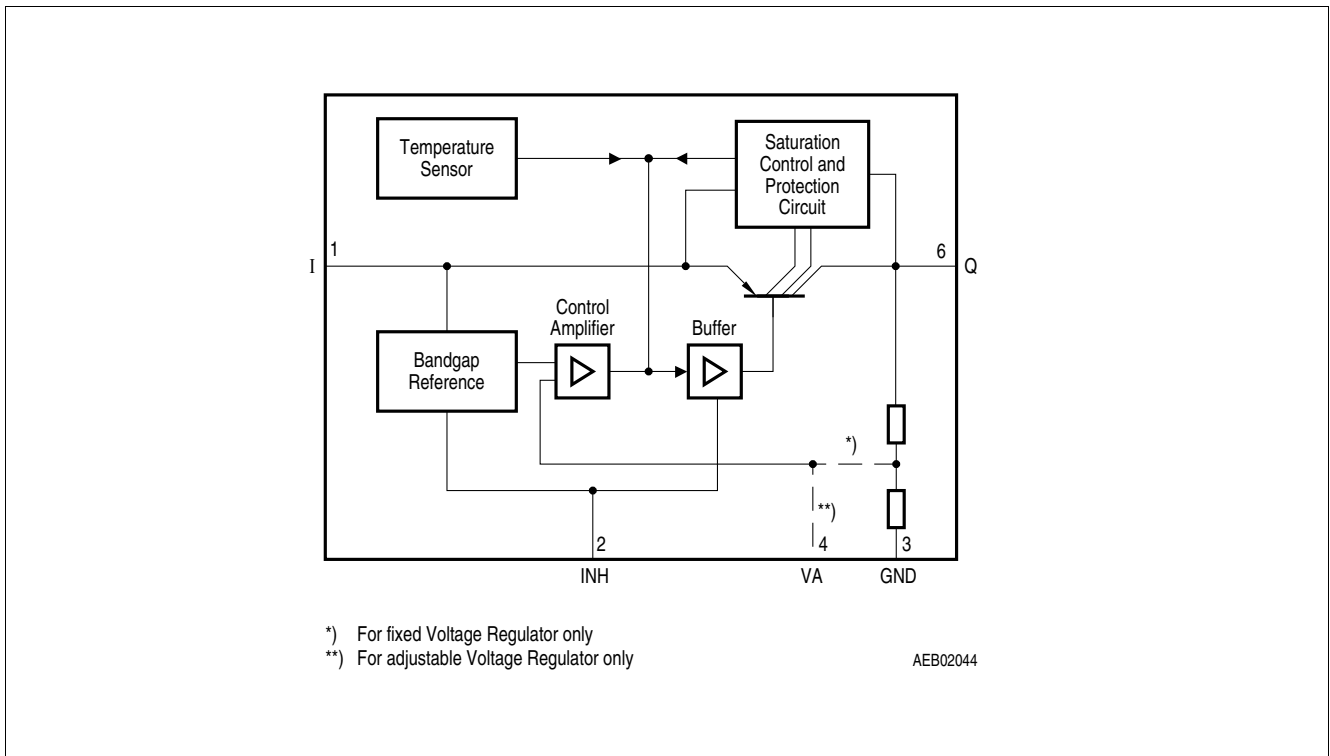 Temperature
Sensor
Saturation
Control and
Protection
Circuit
1
I
6
Q
Control
Amplifier
Buffer
Bandgap
Reference
*)
**)
2
4
3
INH
VA
GND
*) For fixed Voltage Regulator only
**) For adjustable Voltage Regulator only
AEB02044